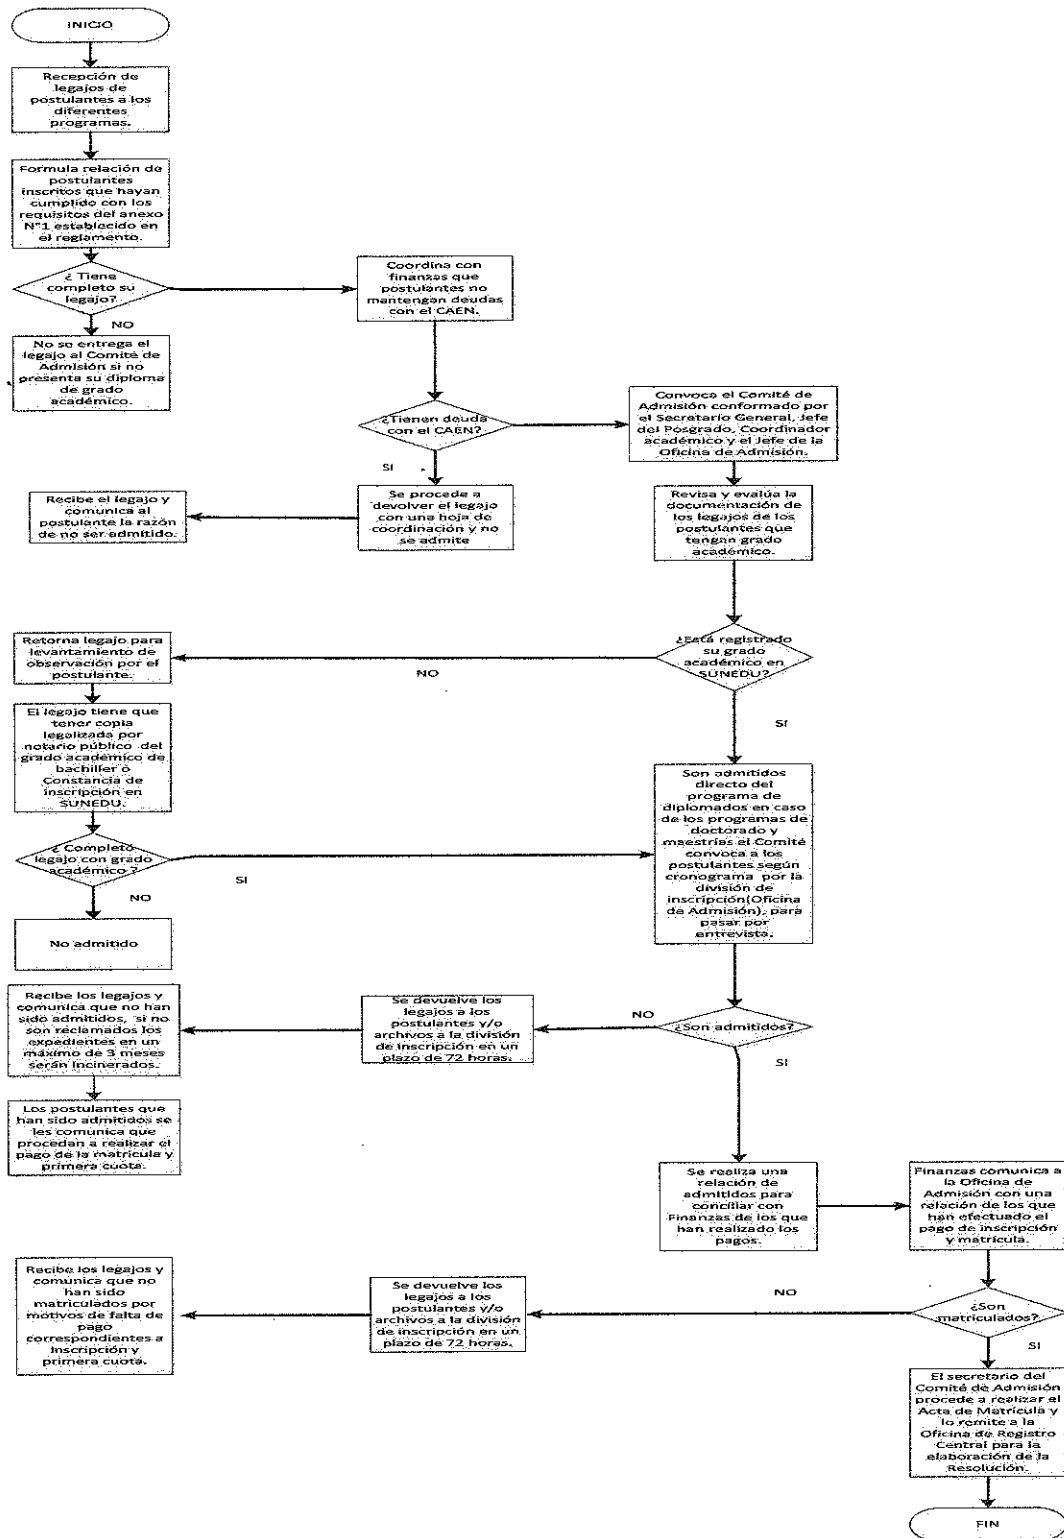 INICIO
Recepción de
legajos de
postulantes a los
diferentes
programas.
Formula relación de
postulantes
inscritos que hayan
cumplido con los
requisitos del anexo
N°1 establecido en
el reglamento.
¿ Tiene
completo su
legajo?
NO
No se entrega el
legajo al Comité de
Admisión si no
presenta su diploma
de grado
académico.
Coordina con
finanzas que
postulantes no
mantengan deudas
con el CAEN.
¿Tienen deuda
con el CAEN?
SI
Se procede a
devolver el legajo
con una hoja de
coordinación y no
se admite
Recibe el legajo y
comunica al
postulante la razón
de no ser admitido.
Convoca el Comité de
Admisión conformado por
el Secretario General, Jefe
del Posgrado, Coordinador
académico y el Jefe de la
Oficina de Admisión.
Revisa y evalúa la
documentación de
los legajos de los
postulantes que
tengan grado
académico.
¿Está registrado
su grado
académico en
SUNEDU?
NO
SI
Retorna legajo para
levantamiento de
observación por el
postulante.
El legajo tiene que
tener copia
legalizada por
notario público del
grado académico de
bachiller o
Constancia de
inscripción en
SUNEDU.
¿ Completó
legajo con grado
académico ?
SI
NO
No admitido
Son admitidos
directo del
programa de
diplomados en caso
de los programas de
doctorado y
maestrías el Comité
convoca a los
postulantes según
cronograma por la
división de
inscripción(Oficina
de Admisión), para
pasar por
entrevista.
¿Son admitidos?
NO
SI
Se devuelve los
legajos a los
postulantes y/o
archivos a la división
de inscripción en un
plazo de 72 horas.
Recibe los legajos y
comunica que no han
sido admitidos, si no
son reclamados los
expedientes en un
máximo de 3 meses
serán incinerados.
Los postulantes que
han sido admitidos se
les comunica que
procedan a realizar el
pago de la matrícula y
primera cuota.
Se realiza una
relación de
admitidos para
conciliar con
Finanzas de los que
han realizado los
pagos.
Finanzas comunica a
la Oficina de
Admisión con una
relación de los que
han efectuado el
pago de inscripción
y matrícula.
¿Son
matriculados?
NO
SI
Se devuelve los
legajos a los
postulantes y/o
archivos a la división
de inscripción en un
plazo de 72 horas.
Recibe los legajos y
comunica que no
han sido
matriculados por
motivos de falta de
pago
correspondientes a
Inscripción y
primera cuota.
El secretario del
Comité de Admisión
procede a realizar el
Acta de Matrícula y
lo remite a la
Oficina de Registro
Central para la
elaboración de la
Resolución.
FIN